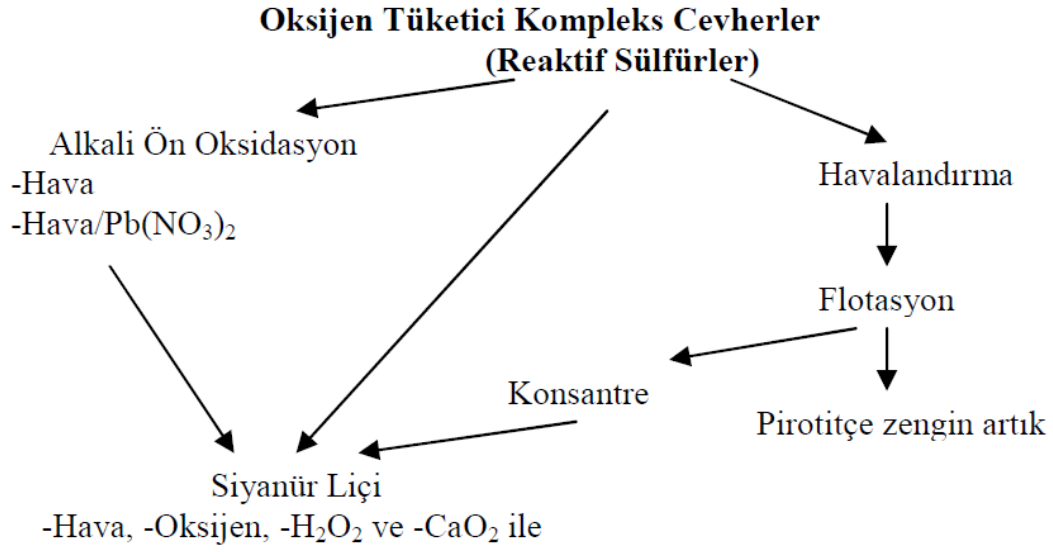 Oksijen Tüketici Kompleks Cevherler
(Reaktif Sülfürler)
Alkali Ön Oksidasyon
-Hava
-Hava/Pb(NO₃)₂
Havalandırma
Flotasyon
Konsantre
Pirotitçe zengin artık
Siyanür Liçi
-Hava, -Oksijen, -H₂O₂ ve -CaO₂ ile